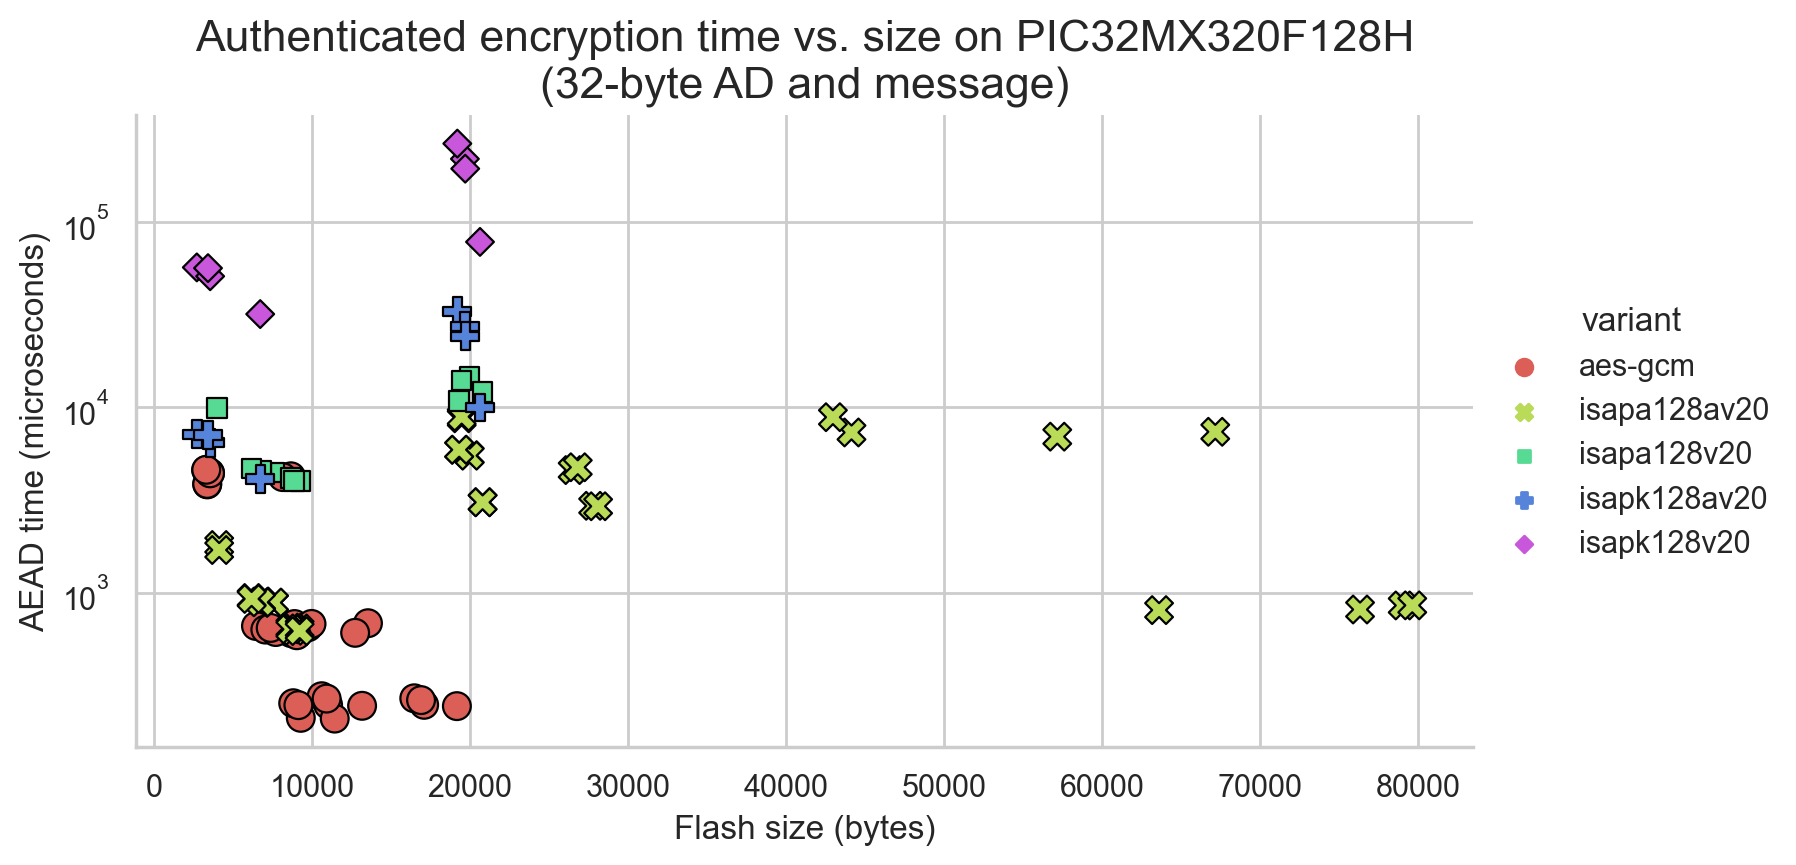 Authenticated encryption time vs. size on PIC32MX320F128H
(32-byte AD and message)
AEAD time (microseconds)
10^5
10^4
10^3
0 10000 20000 30000 40000 50000 60000 70000 80000
Flash size (bytes)
variant
aes-gcm
isapa128av20
isapa128v20
isapk128av20
isapk128v20